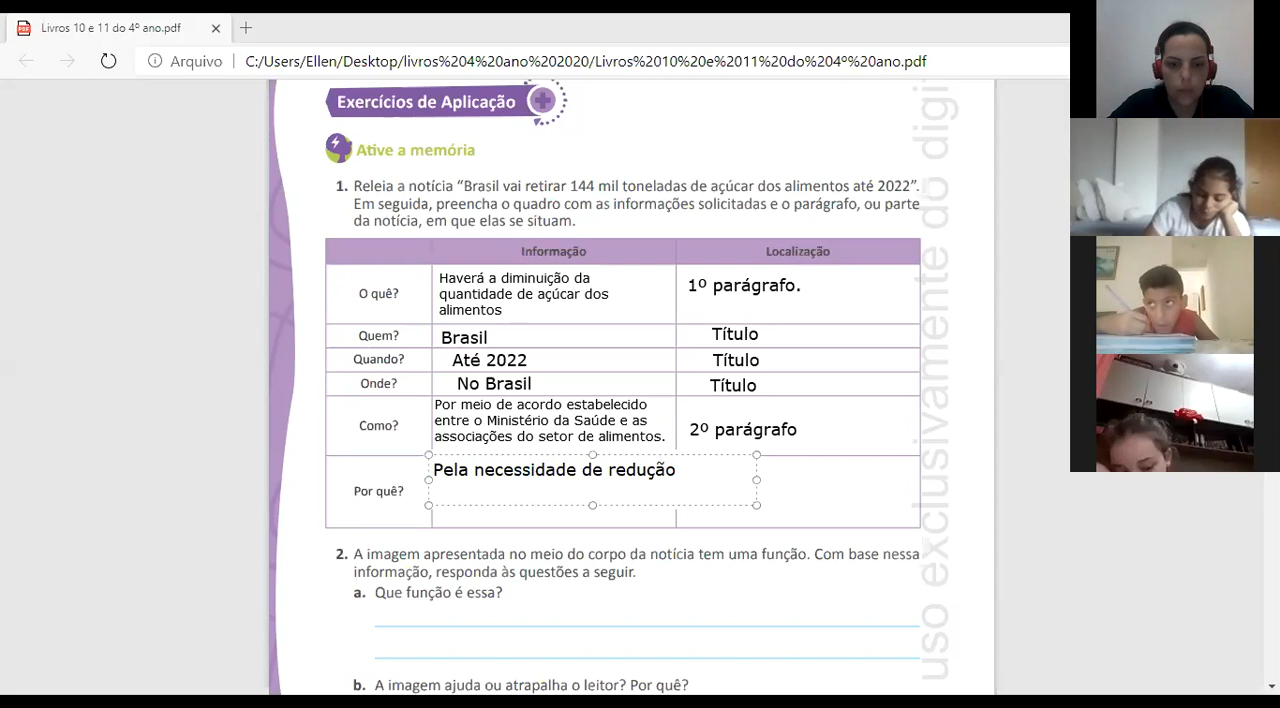 Livros 10 e 11 do 4º ano.pdf
Arquivo
C:/Users/Ellen/Desktop/livros%204%20ano%202020/Livros%2010%20e%2011%20do%204º%20ano.pdf
Exercícios de Aplicação
Ative a memória
1. Releia a notícia “Brasil vai retirar 144 mil toneladas de açúcar dos alimentos até 2022”.
Em seguida, preencha o quadro com as informações solicitadas e o parágrafo, ou parte
da notícia, em que elas se situam.
Informação Localização
O quê?
Haverá a diminuição da
quantidade de açúcar dos
alimentos
1º parágrafo.
Quem? Brasil Título
Quando? Até 2022 Título
Onde? No Brasil Título
Como?
Por meio de acordo estabelecido
entre o Ministério da Saúde e as
associações do setor de alimentos.
2º parágrafo
Por quê?
Pela necessidade de redução
2. A imagem apresentada no meio do corpo da notícia tem uma função. Com base nessa
informação, responda às questões a seguir.
a. Que função é essa?
b. A imagem ajuda ou atrapalha o leitor? Por quê?
uso exclusivamente do digi